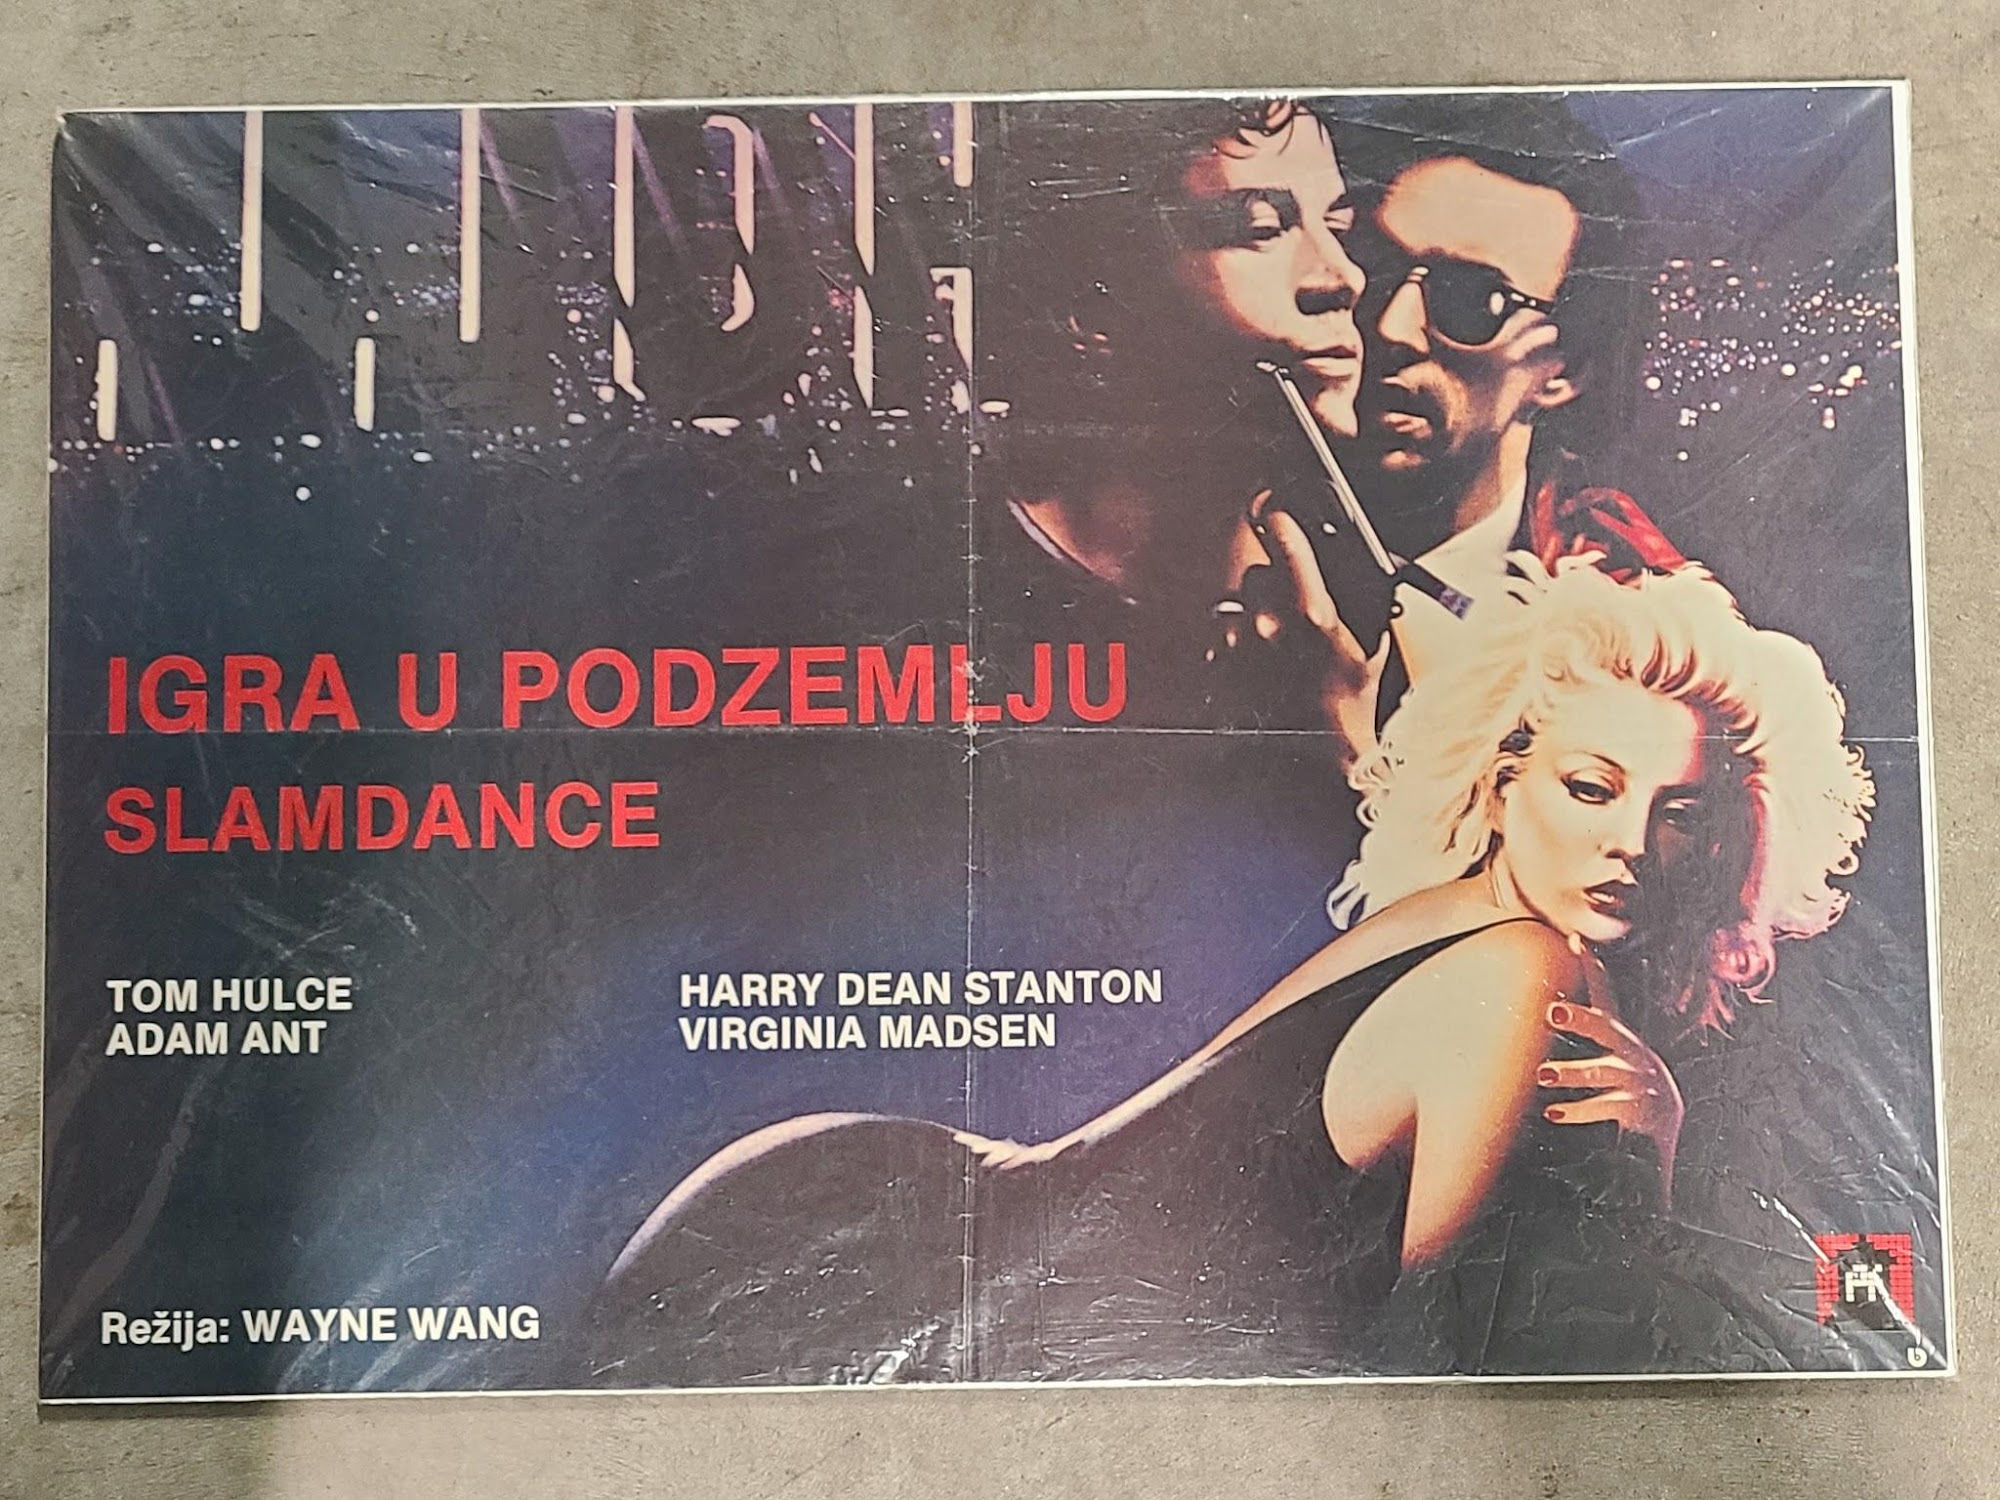 IGRA U PODZEMLJU
SLAMDANCE
TOM HULCE
ADAM ANT
HARRY DEAN STANTON
VIRGINIA MADSEN
Režija: WAYNE WANG